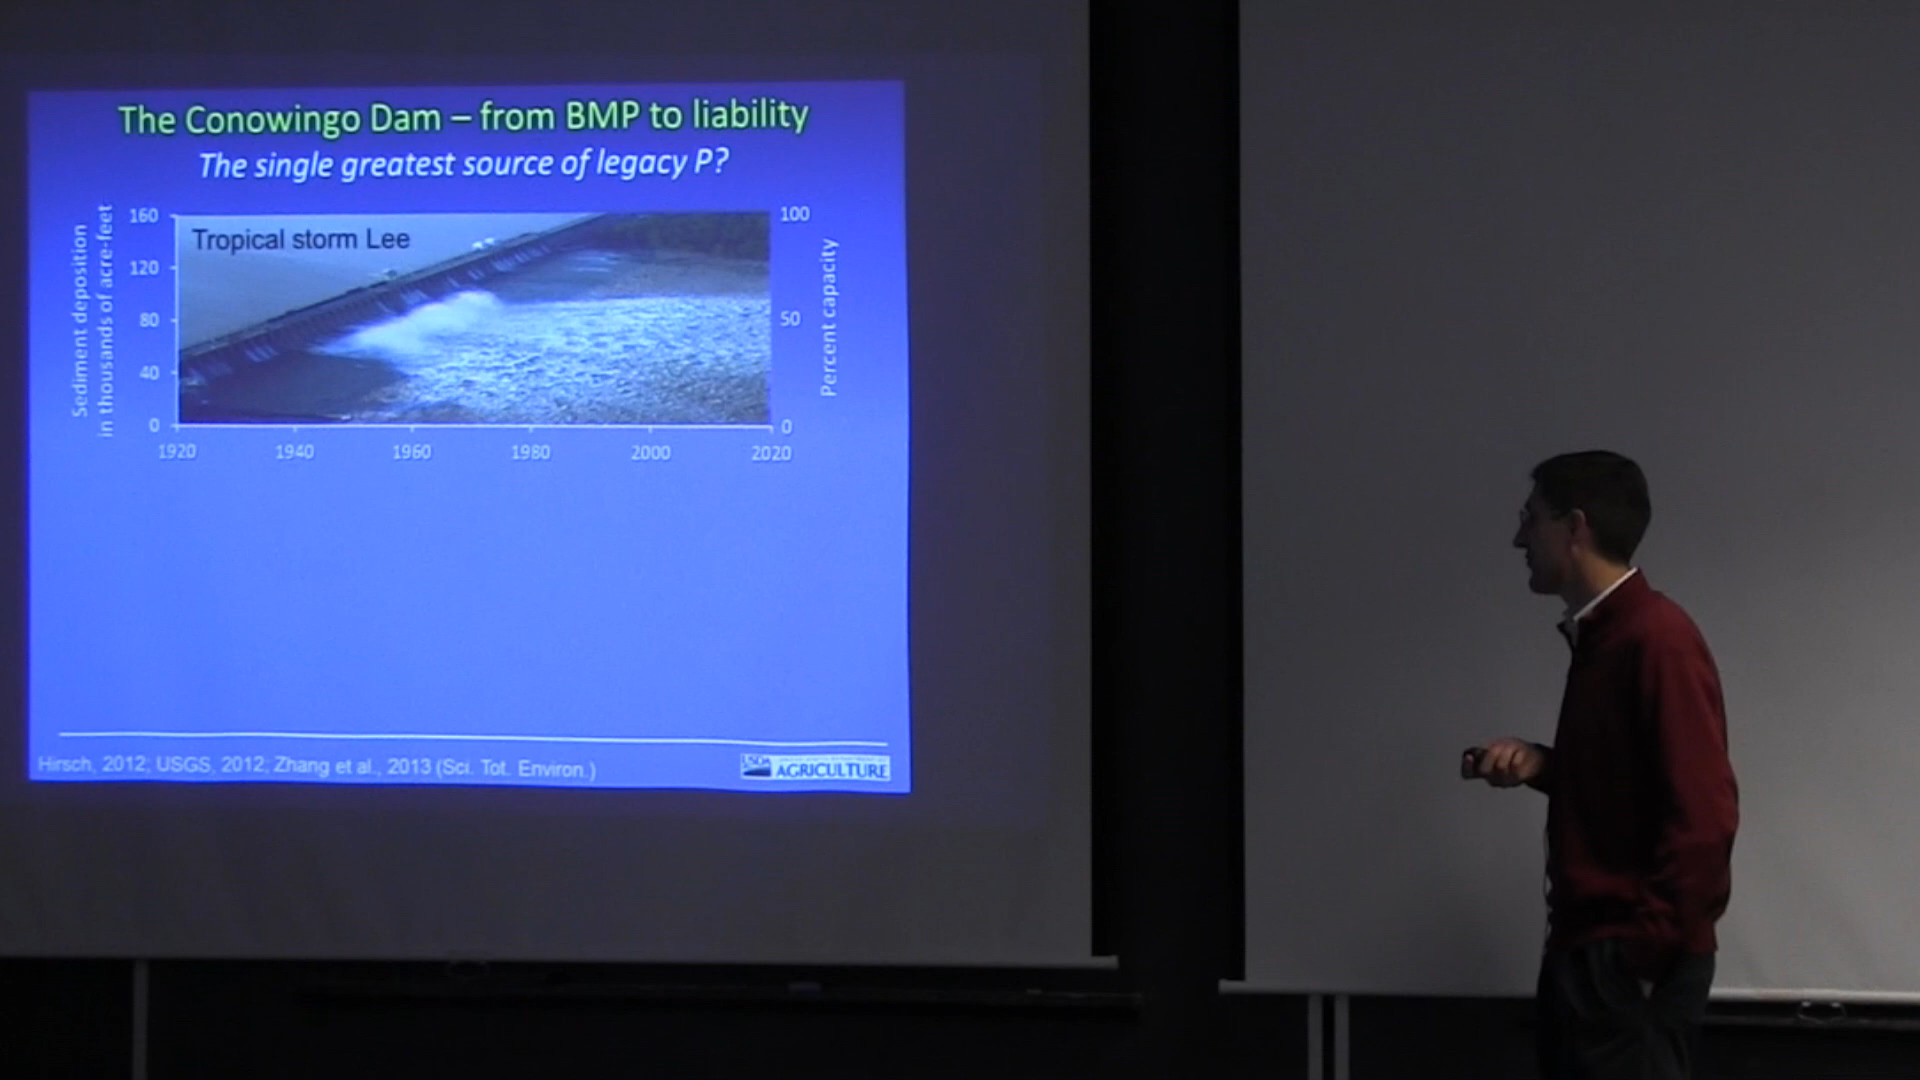 The Conowingo Dam – from BMP to liability
The single greatest source of legacy P?
Sediment deposition
in thousands of acre-feet
160
120
80
40
0
Tropical storm Lee
100
50
0
Percent capacity
1920 1940 1960 1980 2000 2020
Hirsch, 2012; USGS, 2012; Zhang et al., 2013 (Sci. Tot. Environ.)
USDA
AGRICULTURE